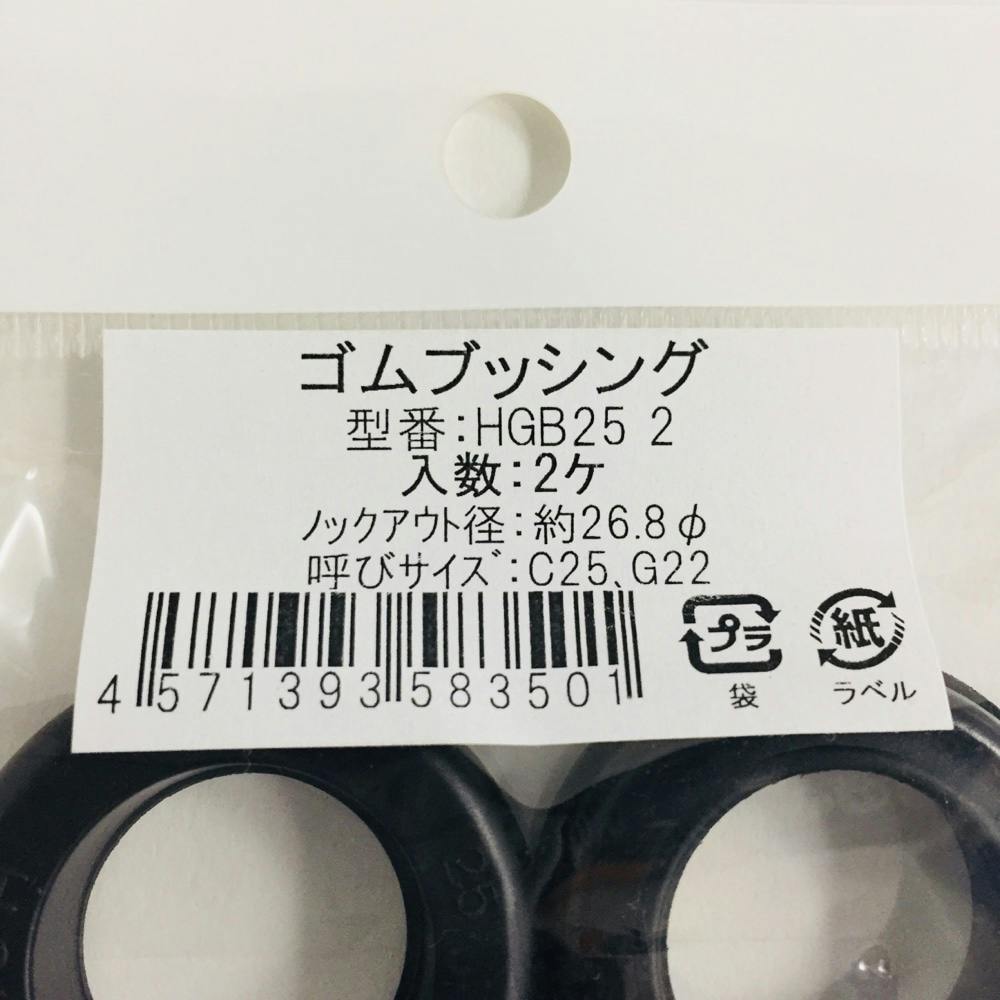 ゴムブッシング
型番:HGB25 2
入数:2ケ
ノックアウト径:約26.8φ
呼びサイズ:C25、G22
4 571393 583501
プラ
紙
袋
ラベル
25